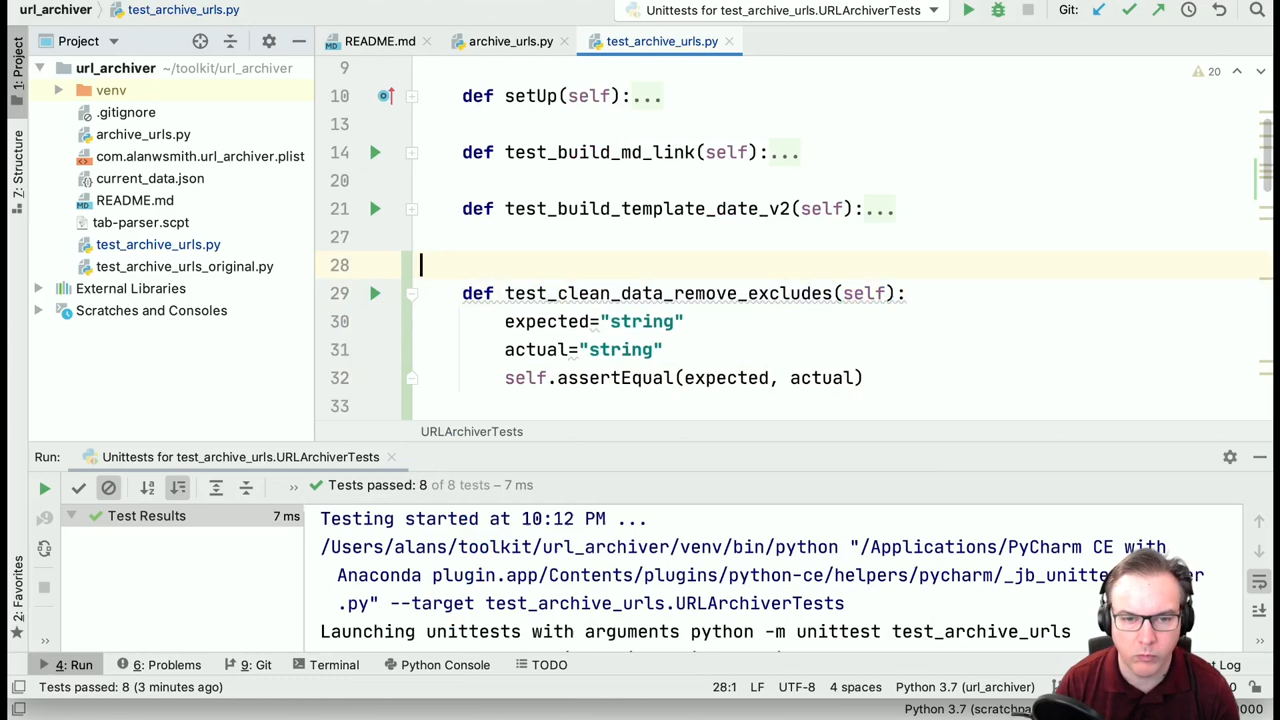 url_archiver
test_archive_urls.py
Unittests for test_archive_urls.URLArchiverTests
Git:
Project
README.md
archive_urls.py
test_archive_urls.py
1: Project
7: Structure
2: Favorites
url_archiver ~/toolkit/url_archiver
venv
.gitignore
archive_urls.py
com.alanwsmith.url_archiver.plist
current_data.json
README.md
tab-parser.scpt
test_archive_urls.py
test_archive_urls_original.py
External Libraries
Scratches and Consoles
20
9
10 def setUp(self):...
13
14 def test_build_md_link(self):...
20
21 def test_build_template_date_v2(self):...
27
28
29 def test_clean_data_remove_excludes(self):
30 expected="string"
31 actual="string"
32 self.assertEqual(expected, actual)
33
URLArchiverTests
Run: Unittests for test_archive_urls.URLArchiverTests
Tests passed: 8 of 8 tests – 7 ms
Test Results 7 ms
Testing started at 10:12 PM ...
/Users/alans/toolkit/url_archiver/venv/bin/python "/Applications/PyCharm CE with
Anaconda plugin.app/Contents/plugins/python-ce/helpers/pycharm/_jb_unitte
.py" --target test_archive_urls.URLArchiverTests
Launching unittests with arguments python -m unittest test_archive_urls
4: Run
6: Problems
9: Git
Terminal
Python Console
TODO
Log
Tests passed: 8 (3 minutes ago)
28:1 LF UTF-8 4 spaces Python 3.7 (url_archiver)